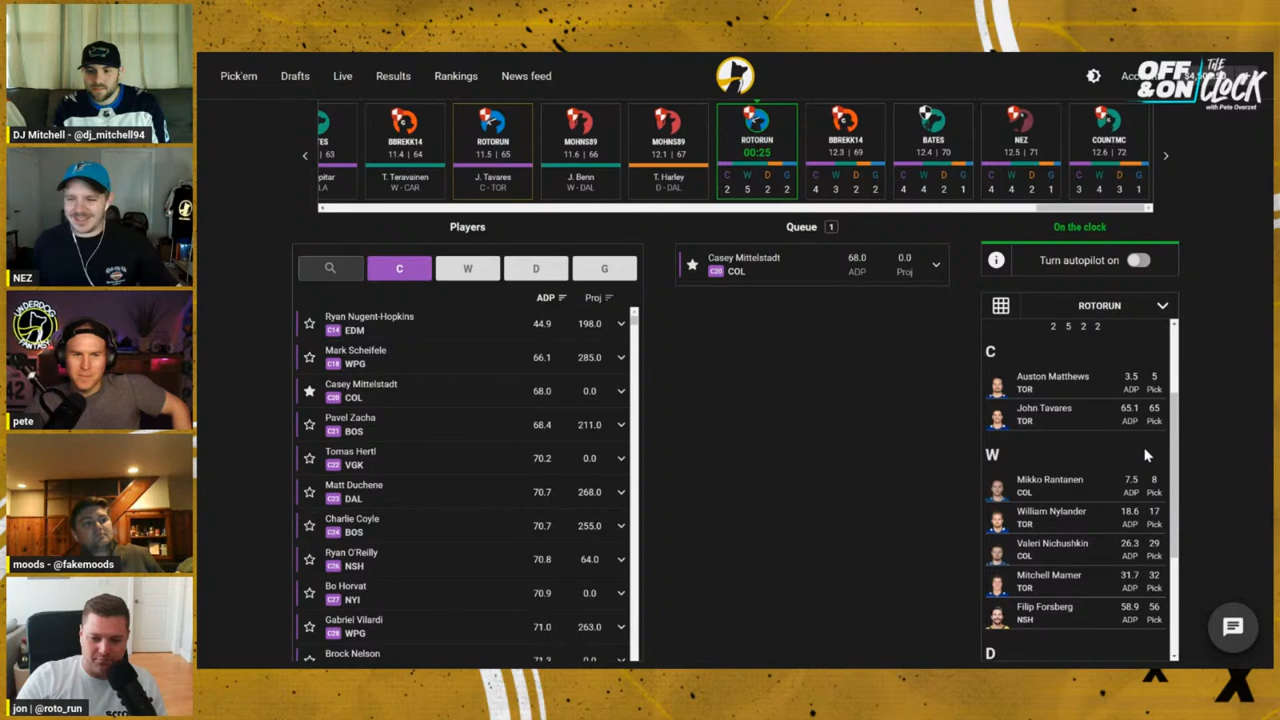 DJ Mitchell - @dj_mitchell94
NEZ
UNDERDOG
FANTASY
pete
moods - @fakemoods
jon | @roto_run
Pick'em Drafts Live Results Rankings News feed
OFF
&ON
THE
CLOCK
with Pete Overzet
BBREKK14
11.4 | 64
T. Teravainen
W - CAR
ROTORUN
11.5 | 65
J. Tavares
C - TOR
MOHNS89
11.6 | 66
J. Benn
W - DAL
MOHNS89
12.1 | 67
T. Harley
D - DAL
ROTORUN
00:25
C W D G
2 5 2 2
BBREKK14
12.3 | 69
C W D G
4 3 2 2
BATES
12.4 | 70
C W D G
4 4 2 1
NEZ
12.5 | 71
C W D G
4 4 2 1
COUNTMC
12.6 | 72
C W D G
3 4 3 1
Players
C W D G
ADP Proj
Ryan Nugent-Hopkins
C14 EDM 44.9 198.0
Mark Scheifele
C18 WPG 66.1 285.0
Casey Mittelstadt
C20 COL 68.0 0.0
Pavel Zacha
C21 BOS 68.4 211.0
Tomas Hertl
C22 VGK 70.2 0.0
Matt Duchene
C23 DAL 70.7 268.0
Charlie Coyle
C24 BOS 70.7 255.0
Ryan O'Reilly
C26 NSH 70.8 64.0
Bo Horvat
C27 NYI 70.9 0.0
Gabriel Vilardi
C28 WPG 71.0 263.0
Brock Nelson 71.3 0.0
Queue 1
Casey Mittelstadt 68.0 0.0
C20 COL ADP Proj
On the clock
Turn autopilot on
ROTORUN
2 5 2 2
C
Auston Matthews 3.5 5
TOR ADP Pick
John Tavares 65.1 65
TOR ADP Pick
W
Mikko Rantanen 7.5 8
COL ADP Pick
William Nylander 18.6 17
TOR ADP Pick
Valeri Nichushkin 26.3 29
COL ADP Pick
Mitchell Marner 31.7 32
TOR ADP Pick
Filip Forsberg 58.9 56
NSH ADP Pick
D